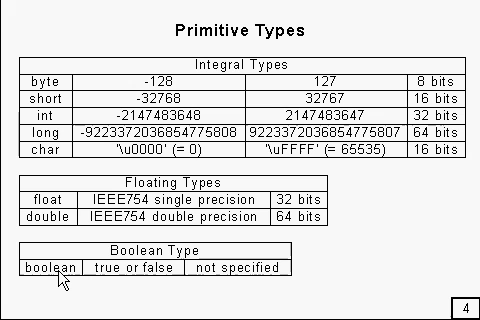 Primitive Types
Integral Types
byte -128 127 8 bits
short -32768 32767 16 bits
int -2147483648 2147483647 32 bits
long -9223372036854775808 9223372036854775807 64 bits
char '\u0000' (= 0) '\uFFFF' (= 65535) 16 bits
Floating Types
float IEEE754 single precision 32 bits
double IEEE754 double precision 64 bits
Boolean Type
boolean true or false not specified
4